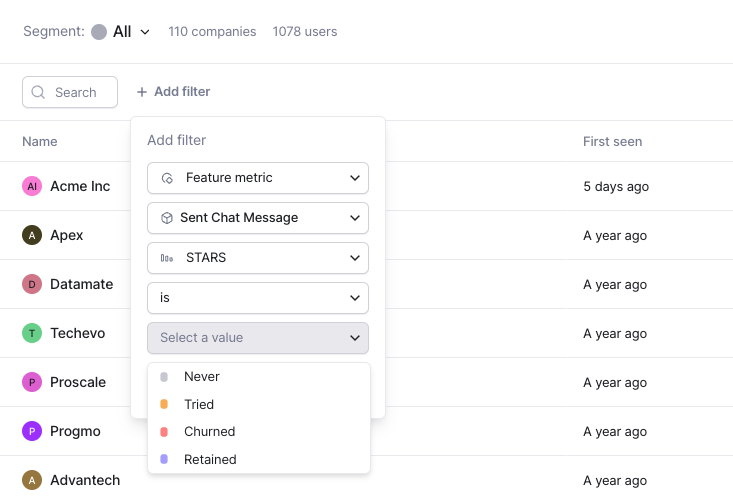 Segment: All 110 companies 1078 users
Search + Add filter
Add filter
Name First seen
Feature metric
AI Acme Inc 5 days ago
Sent Chat Message
A Apex A year ago
STARS
D Datamate A year ago
is
T Techevo A year ago
Select a value
Never
P Proscale A year ago
Tried
Churned
P Progmo A year ago
Retained
A Advantech A year ago